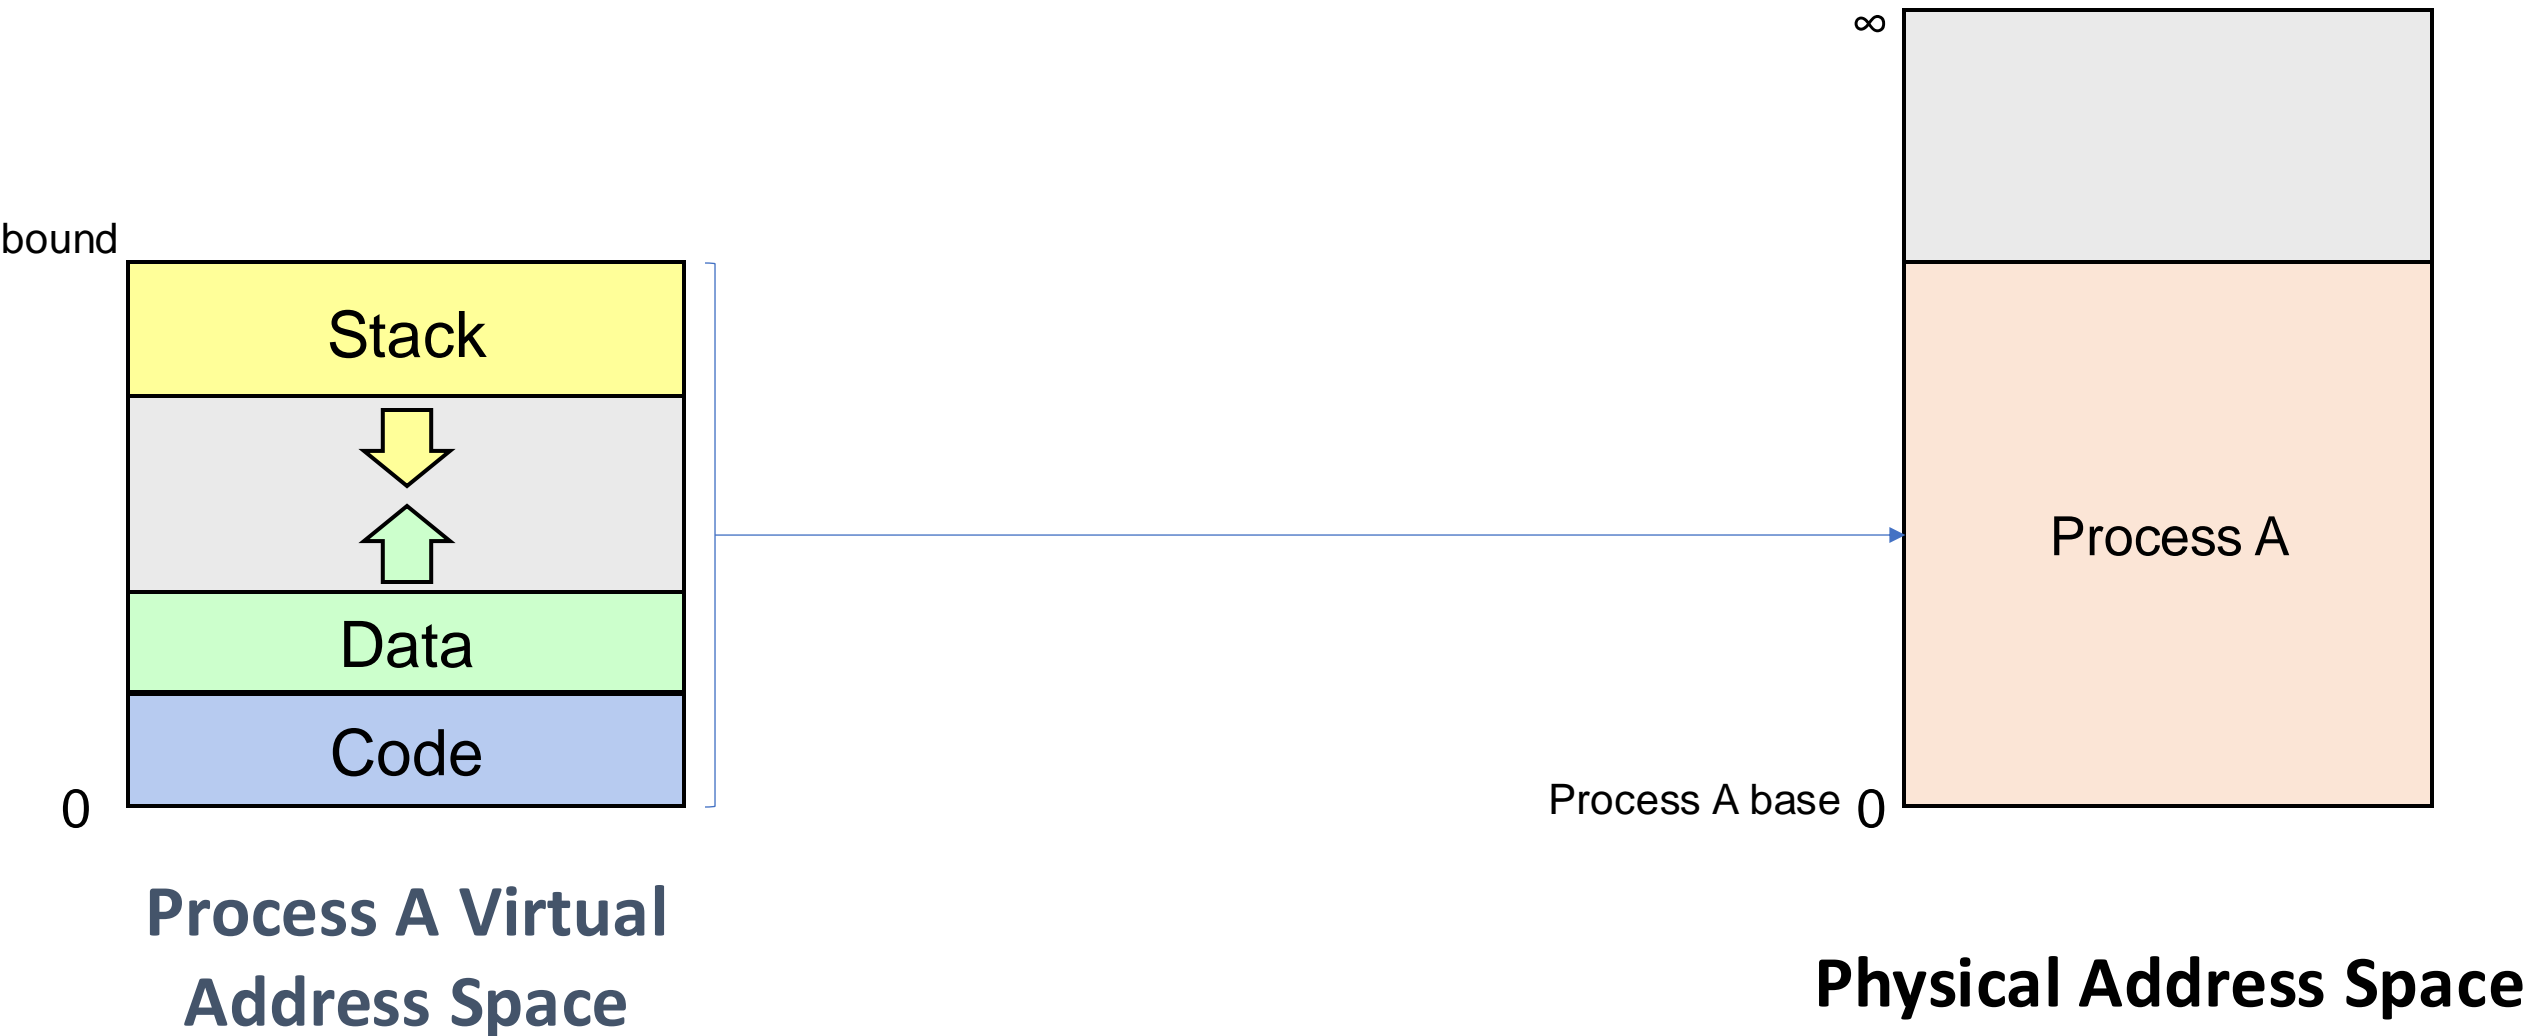 ∞
bound
Stack
Data
Code
0
Process A
Process A base 0
Process A Virtual
Address Space
Physical Address Space